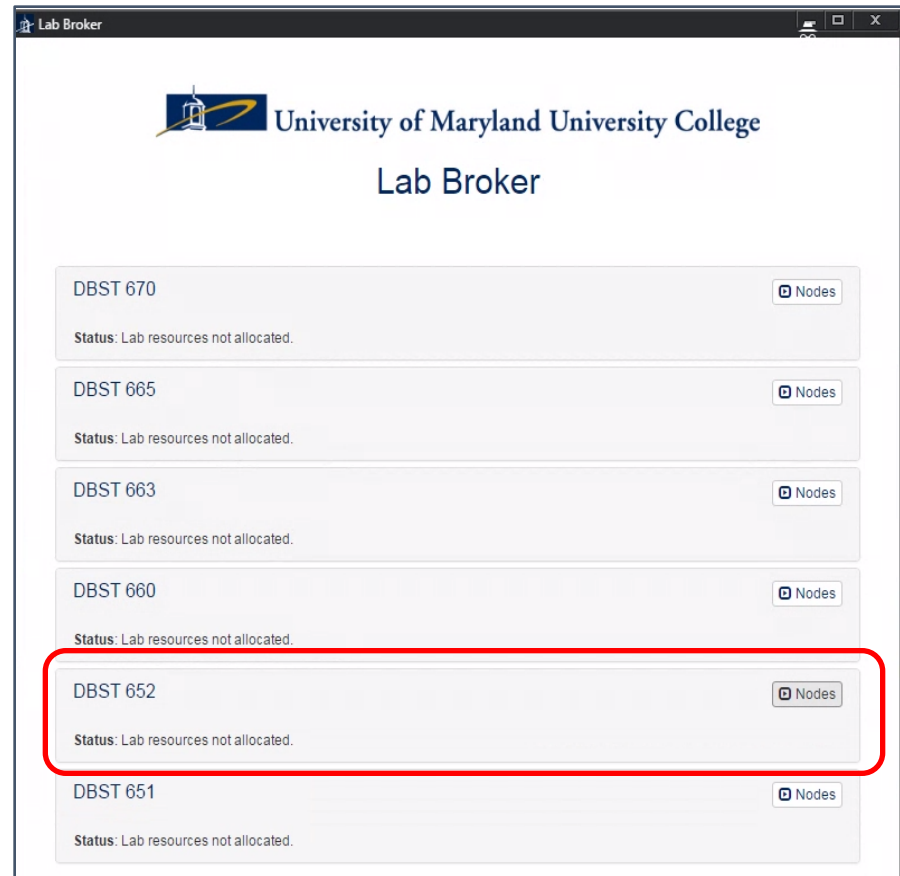 Lab Broker
University of Maryland University College
Lab Broker
DBST 670
Nodes
Status: Lab resources not allocated.
DBST 665
Nodes
Status: Lab resources not allocated.
DBST 663
Nodes
Status: Lab resources not allocated.
DBST 660
Nodes
Status: Lab resources not allocated.
DBST 652
Nodes
Status: Lab resources not allocated.
DBST 651
Nodes
Status: Lab resources not allocated.